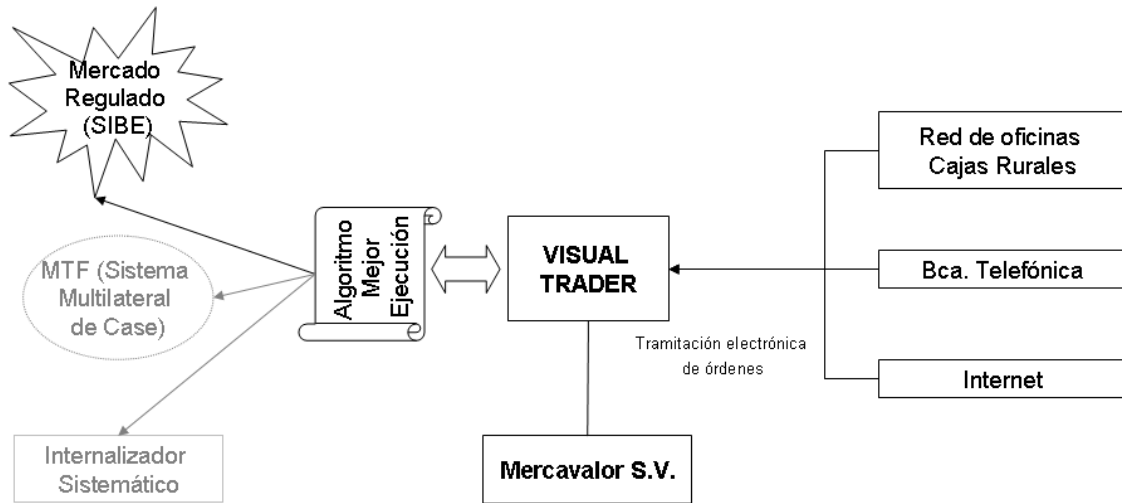 Mercado
Regulado
(SIBE)
MTF (Sistema
Multilateral
de Case)
Internalizador
Sistemático
Algoritmo
Mejor
Ejecución
VISUAL
TRADER
Mercavalor S.V.
Tramitación electrónica
de órdenes
Red de oficinas
Cajas Rurales
Bca. Telefónica
Internet